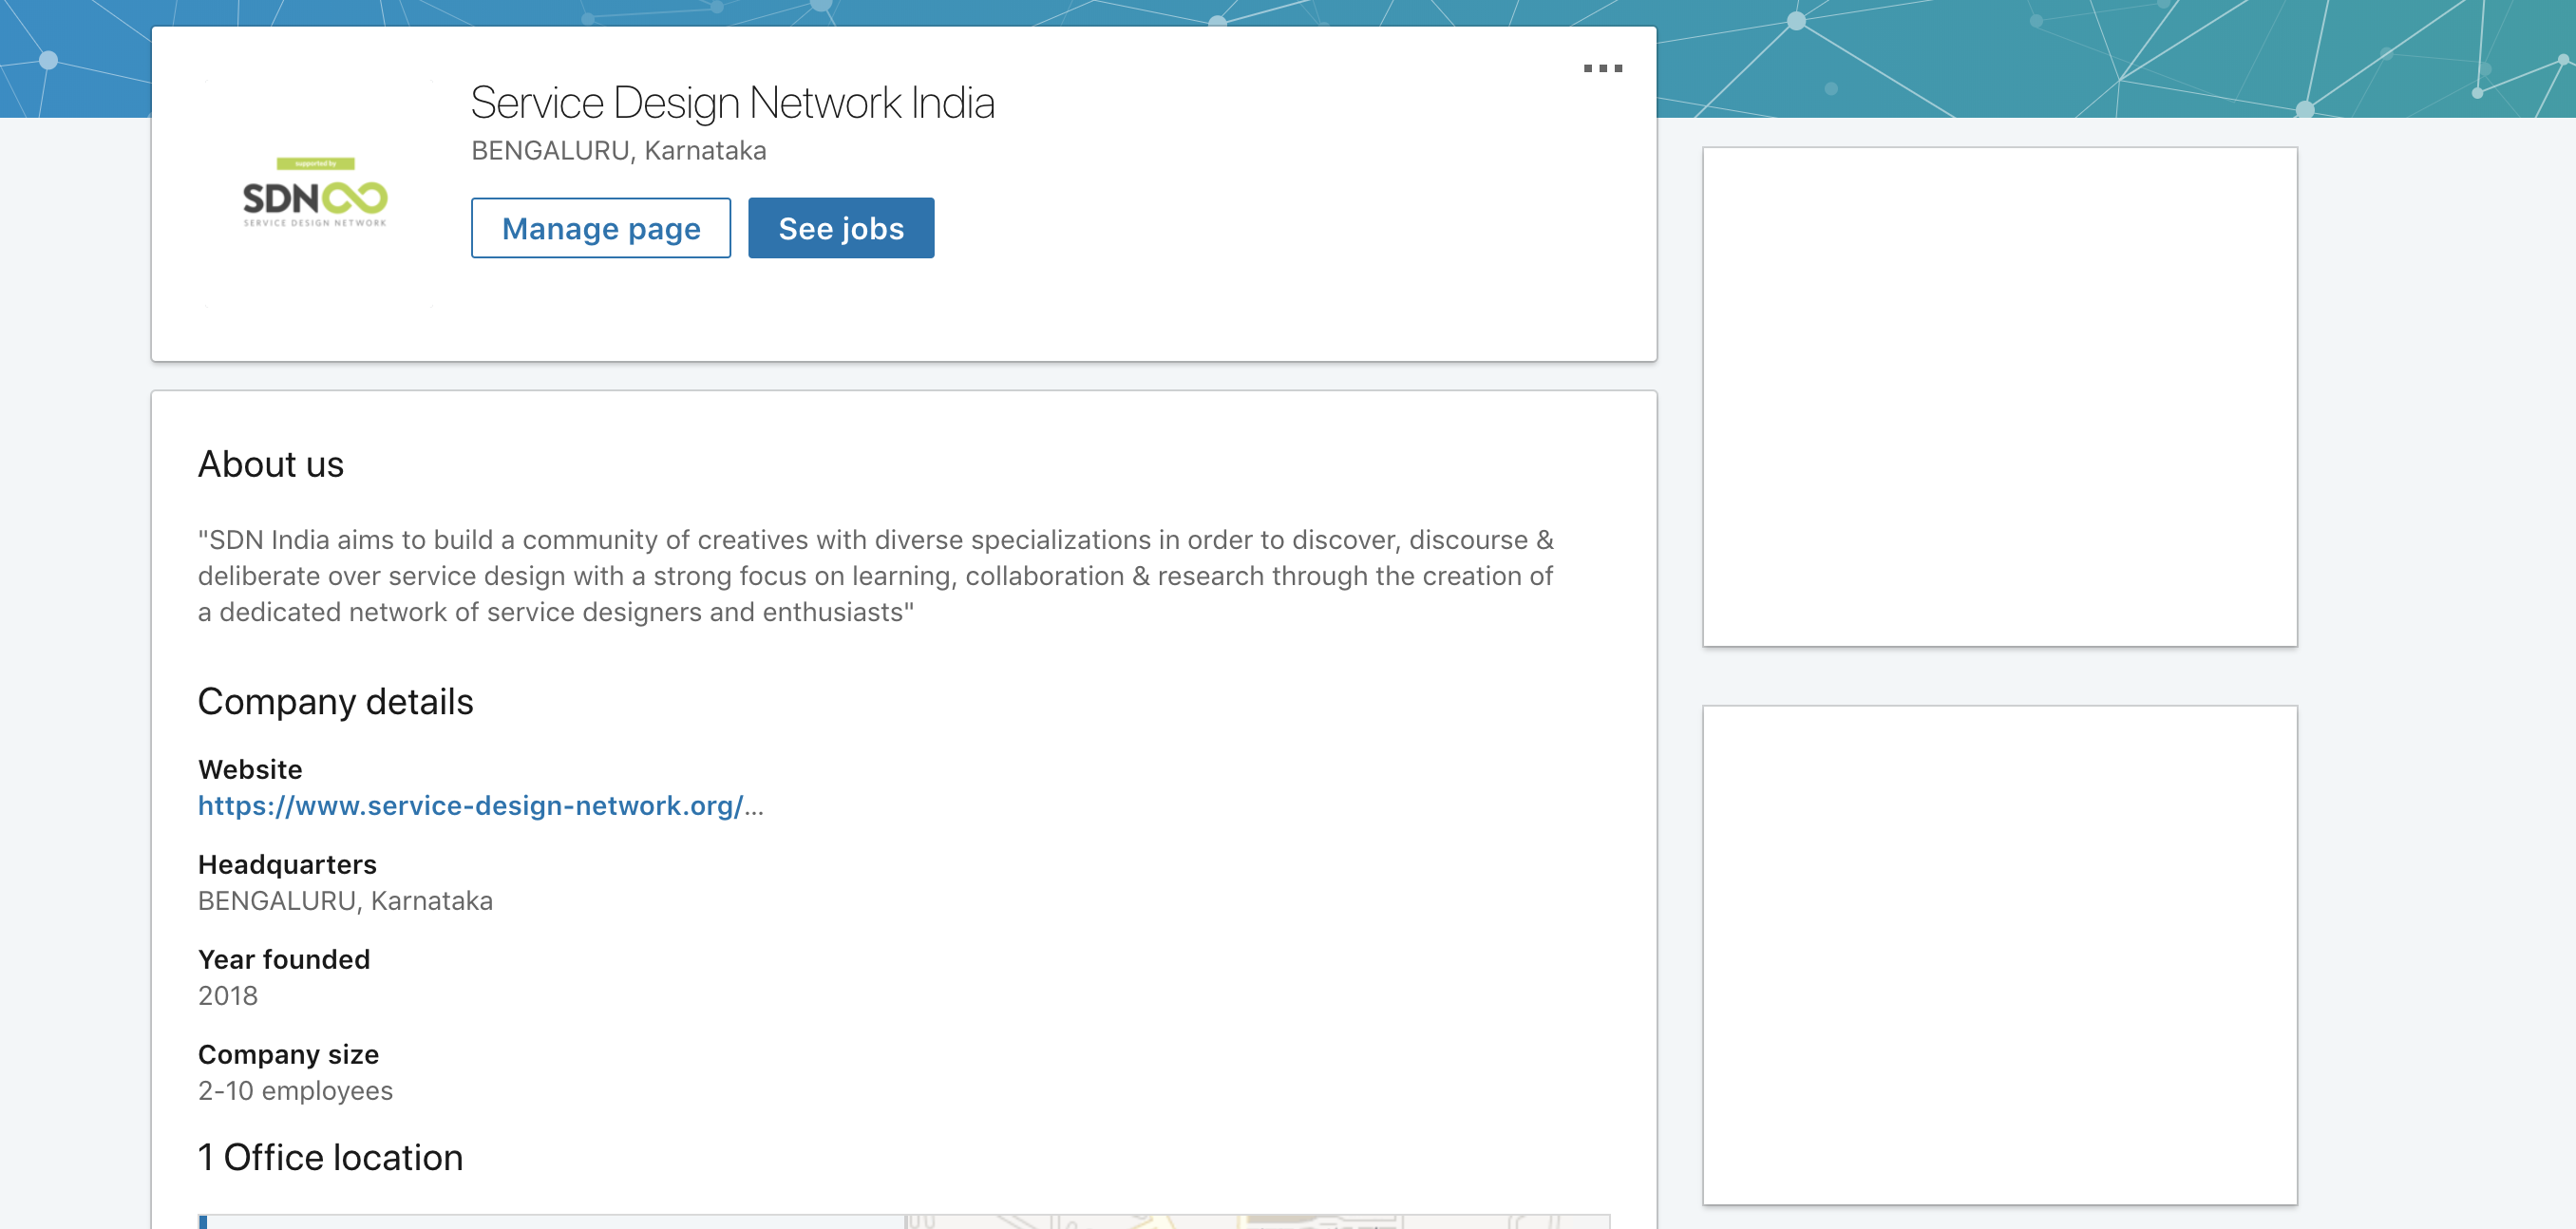 Service Design Network India
BENGALURU, Karnataka
supported by
SDN
SERVICE DESIGN NETWORK
Manage page
See jobs
About us
"SDN India aims to build a community of creatives with diverse specializations in order to discover, discourse &
deliberate over service design with a strong focus on learning, collaboration & research through the creation of
a dedicated network of service designers and enthusiasts"
Company details
Website
https://www.service-design-network.org/...
Headquarters
BENGALURU, Karnataka
Year founded
2018
Company size
2-10 employees
1 Office location